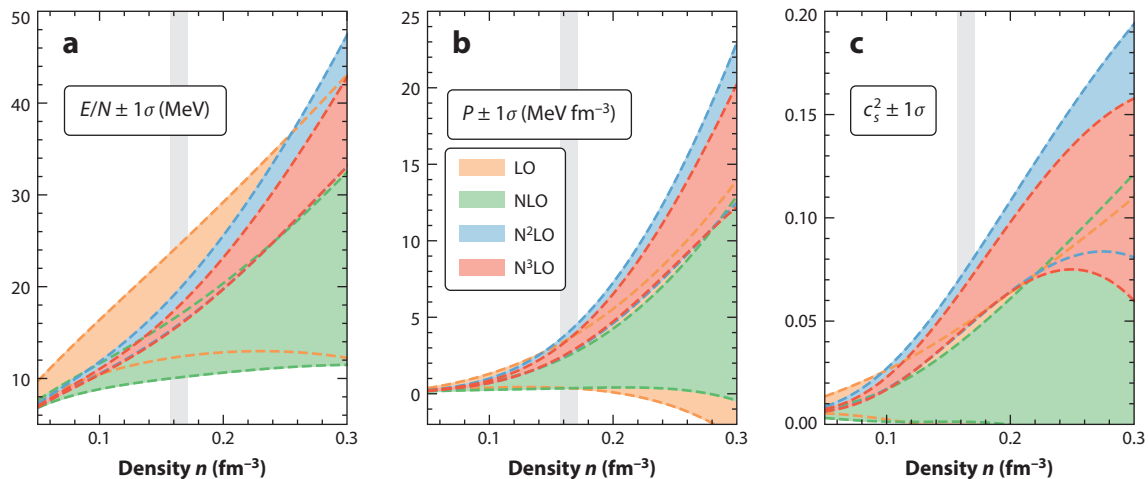 a
E/N ± 1σ (MeV)
50
40
30
20
10
0.1
0.2
0.3
Density n (fm⁻³)
b
P ± 1σ (MeV fm⁻³)
LO
NLO
N²LO
N³LO
25
20
15
10
5
0
0.1
0.2
0.3
Density n (fm⁻³)
c
cₛ² ± 1σ
0.20
0.15
0.10
0.05
0.00
0.1
0.2
0.3
Density n (fm⁻³)